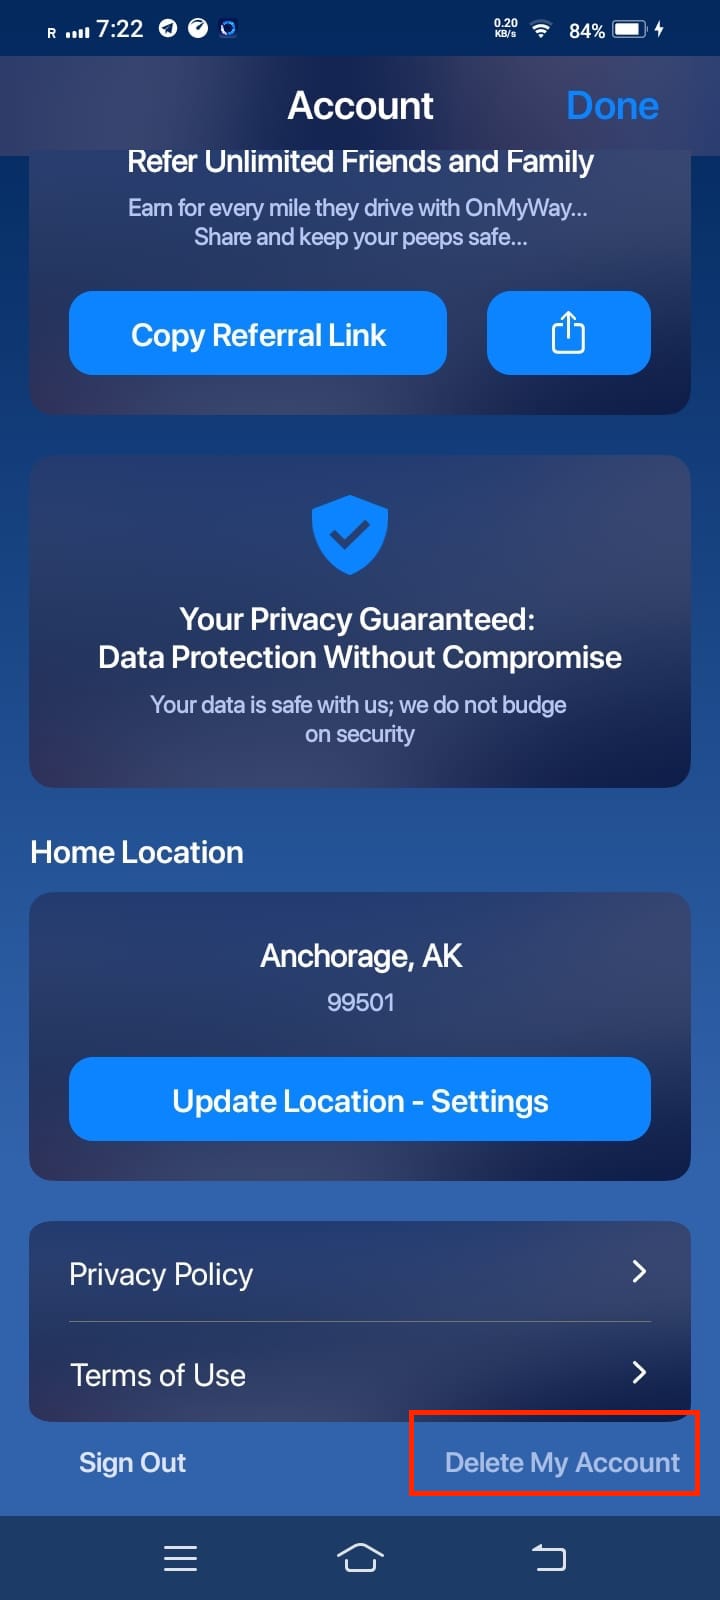 R 7:22 0.20 KB/s 84%
Account Done
Refer Unlimited Friends and Family
Earn for every mile they drive with OnMyWay...
Share and keep your peeps safe...
Copy Referral Link
Your Privacy Guaranteed:
Data Protection Without Compromise
Your data is safe with us; we do not budge
on security
Home Location
Anchorage, AK
99501
Update Location - Settings
Privacy Policy
Terms of Use
Sign Out Delete My Account